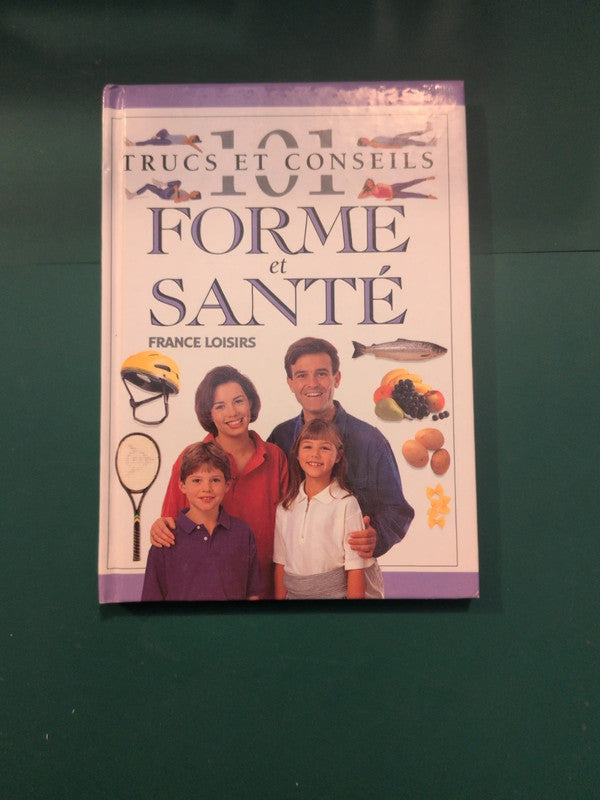 101
TRUCS ET CONSEILS
FORME
et
SANTÉ
FRANCE LOISIRS